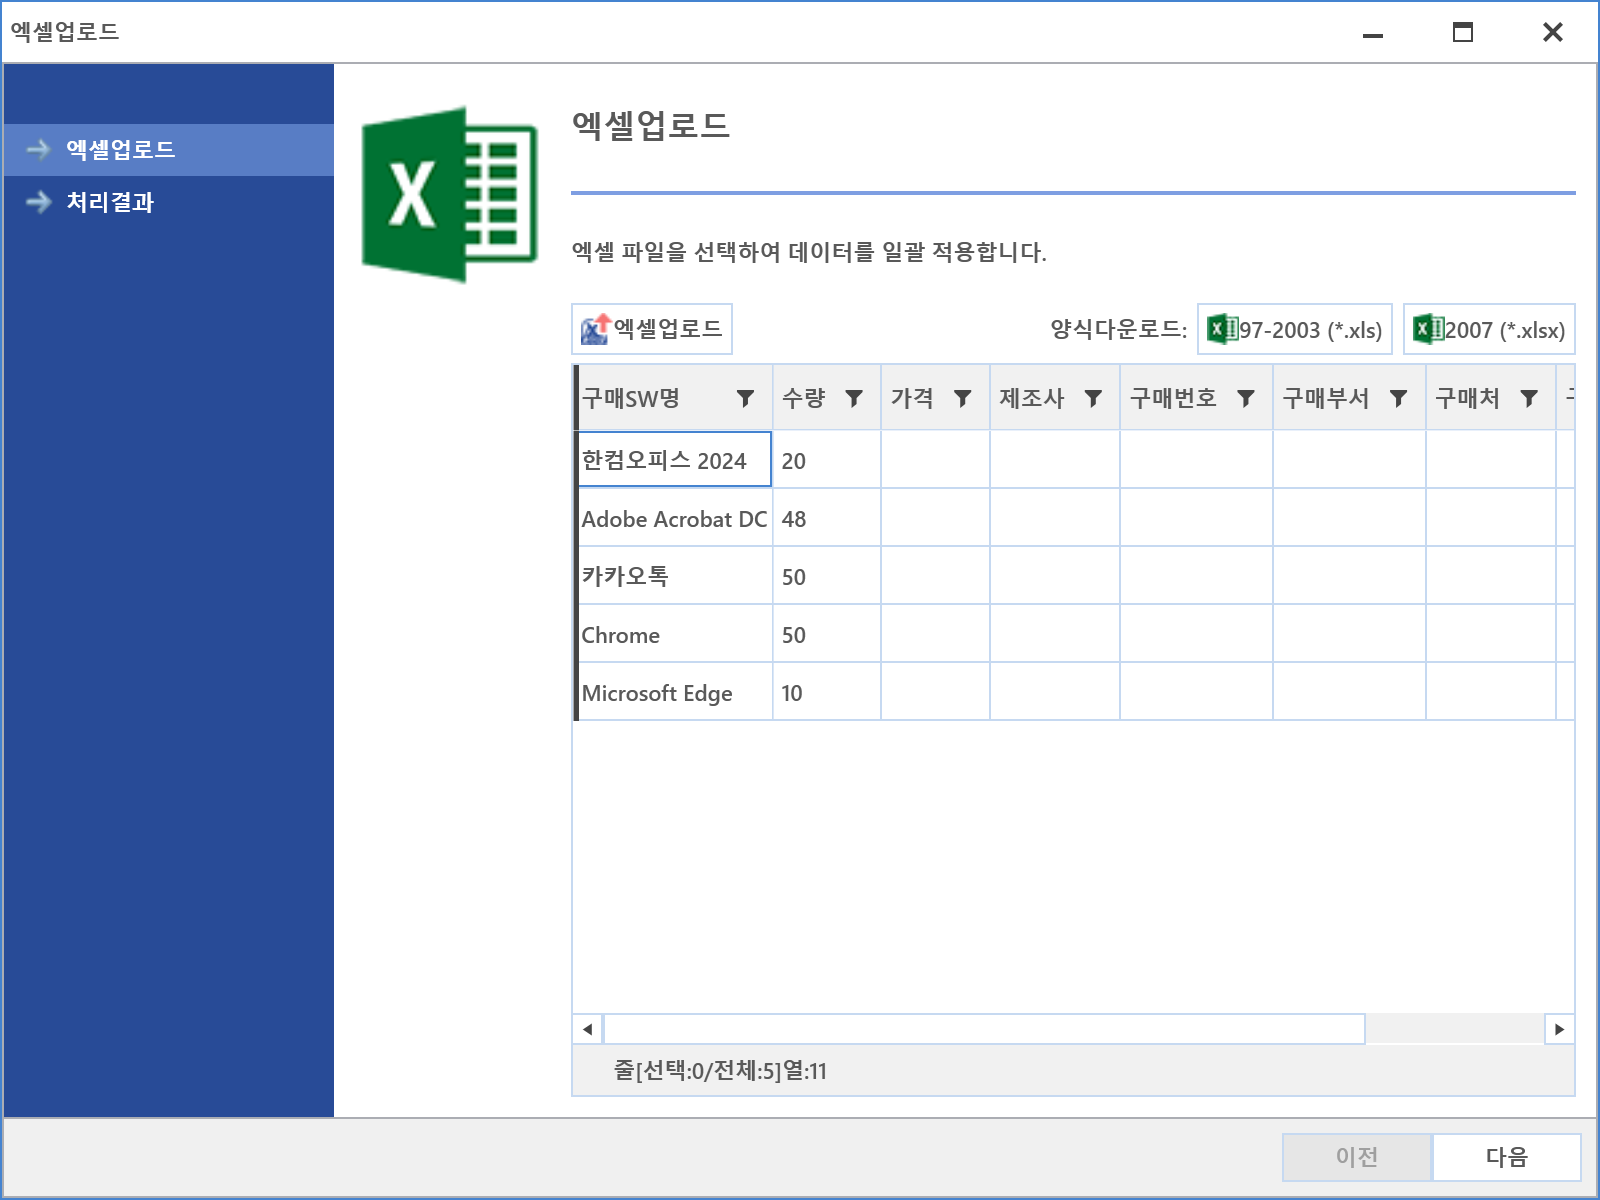 엑셀업로드
엑셀업로드
처리결과
엑셀업로드
엑셀 파일을 선택하여 데이터를 일괄 적용합니다.
엑셀업로드 양식다운로드: 97-2003 (*.xls) 2007 (*.xlsx)
구매SW명 수량 가격 제조사 구매번호 구매부서 구매처
한컴오피스 2024 20
Adobe Acrobat DC 48
카카오톡 50
Chrome 50
Microsoft Edge 10
줄[선택:0/전체:5]열:11
이전 다음